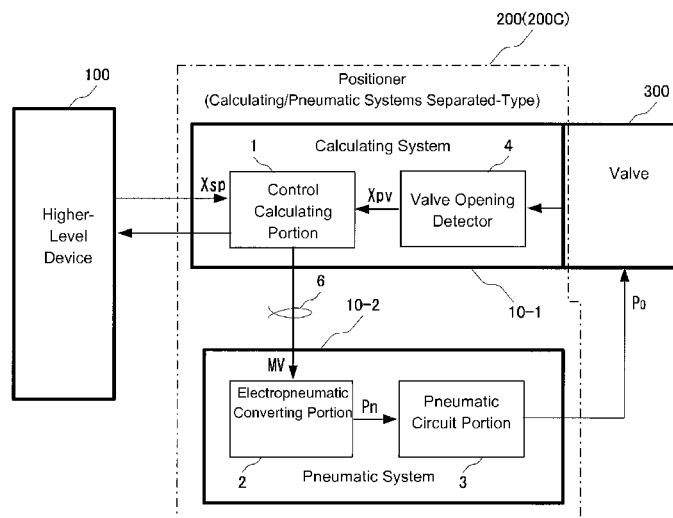 200(200C)
100
Positioner
(Calculating/Pneumatic Systems Separated-Type)
300
1
Calculating System
4
Valve
Xsp
Control
Calculating
Portion
Xpv
Valve Opening
Detector
Higher-
Level
Device
6
10-2
10-1
Po
MV
Electropneumatic
Converting Portion
Pn
Pneumatic
Circuit Portion
2
Pneumatic System
3